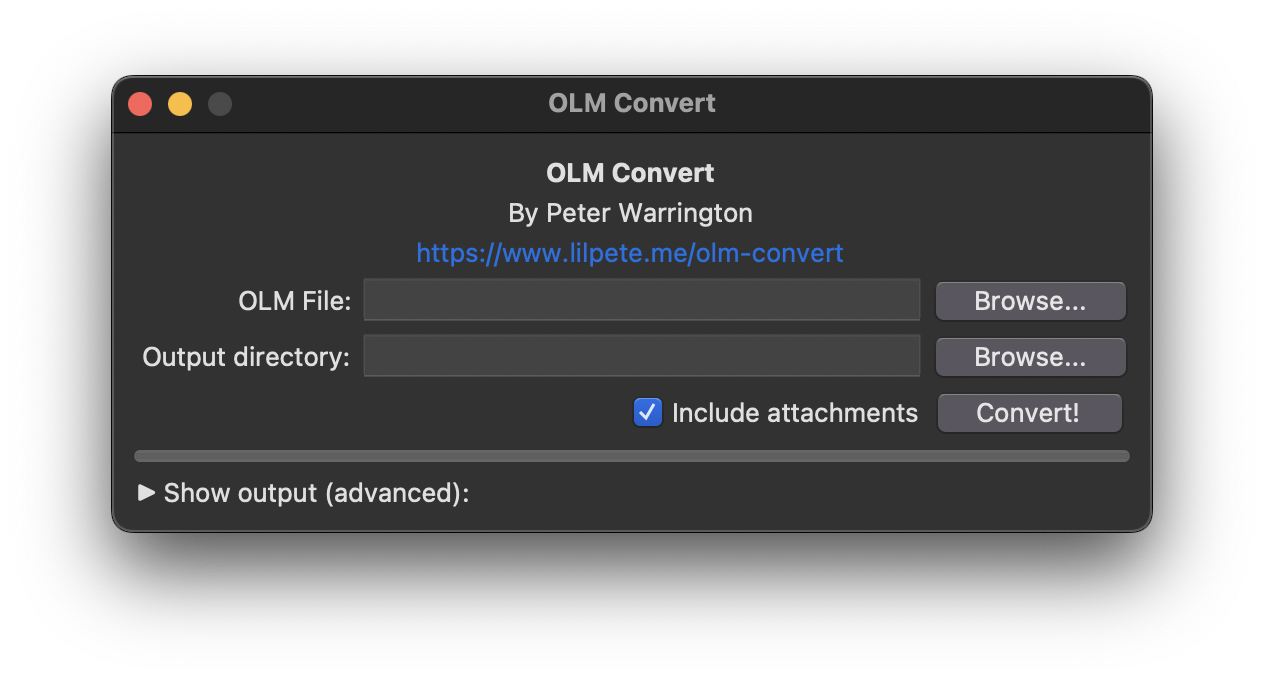 OLM Convert
OLM Convert
By Peter Warrington
https://www.lilpete.me/olm-convert
OLM File: Browse...
Output directory: Browse...
Include attachments Convert!
Show output (advanced):